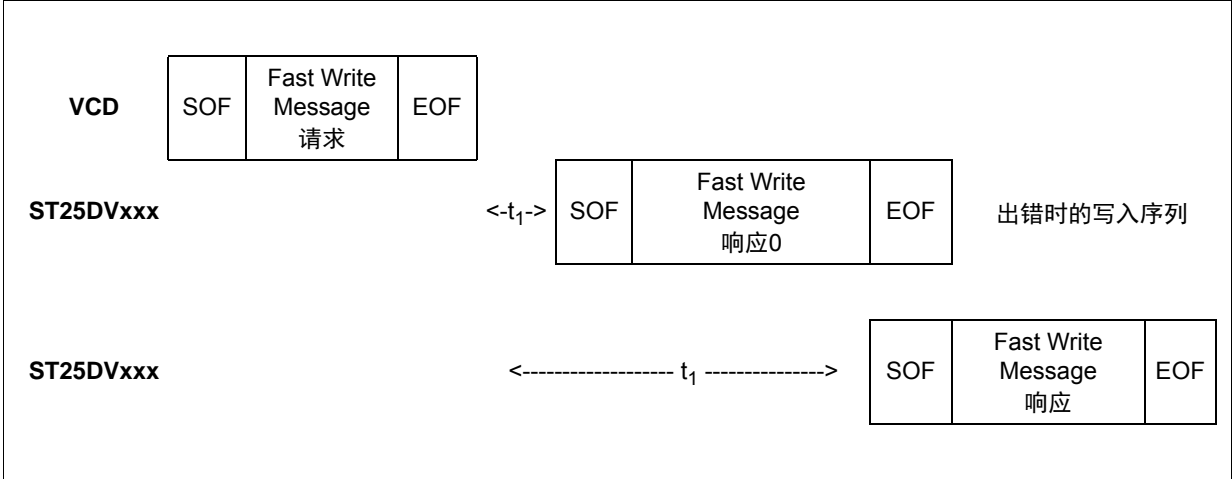 VCD
SOF
Fast Write
Message
请求
EOF
ST25DVxxx
<-t1->
SOF
Fast Write
Message
响应0
EOF
出错时的写入序列
ST25DVxxx
<------------------- t1 --------------->
SOF
Fast Write
Message
响应
EOF